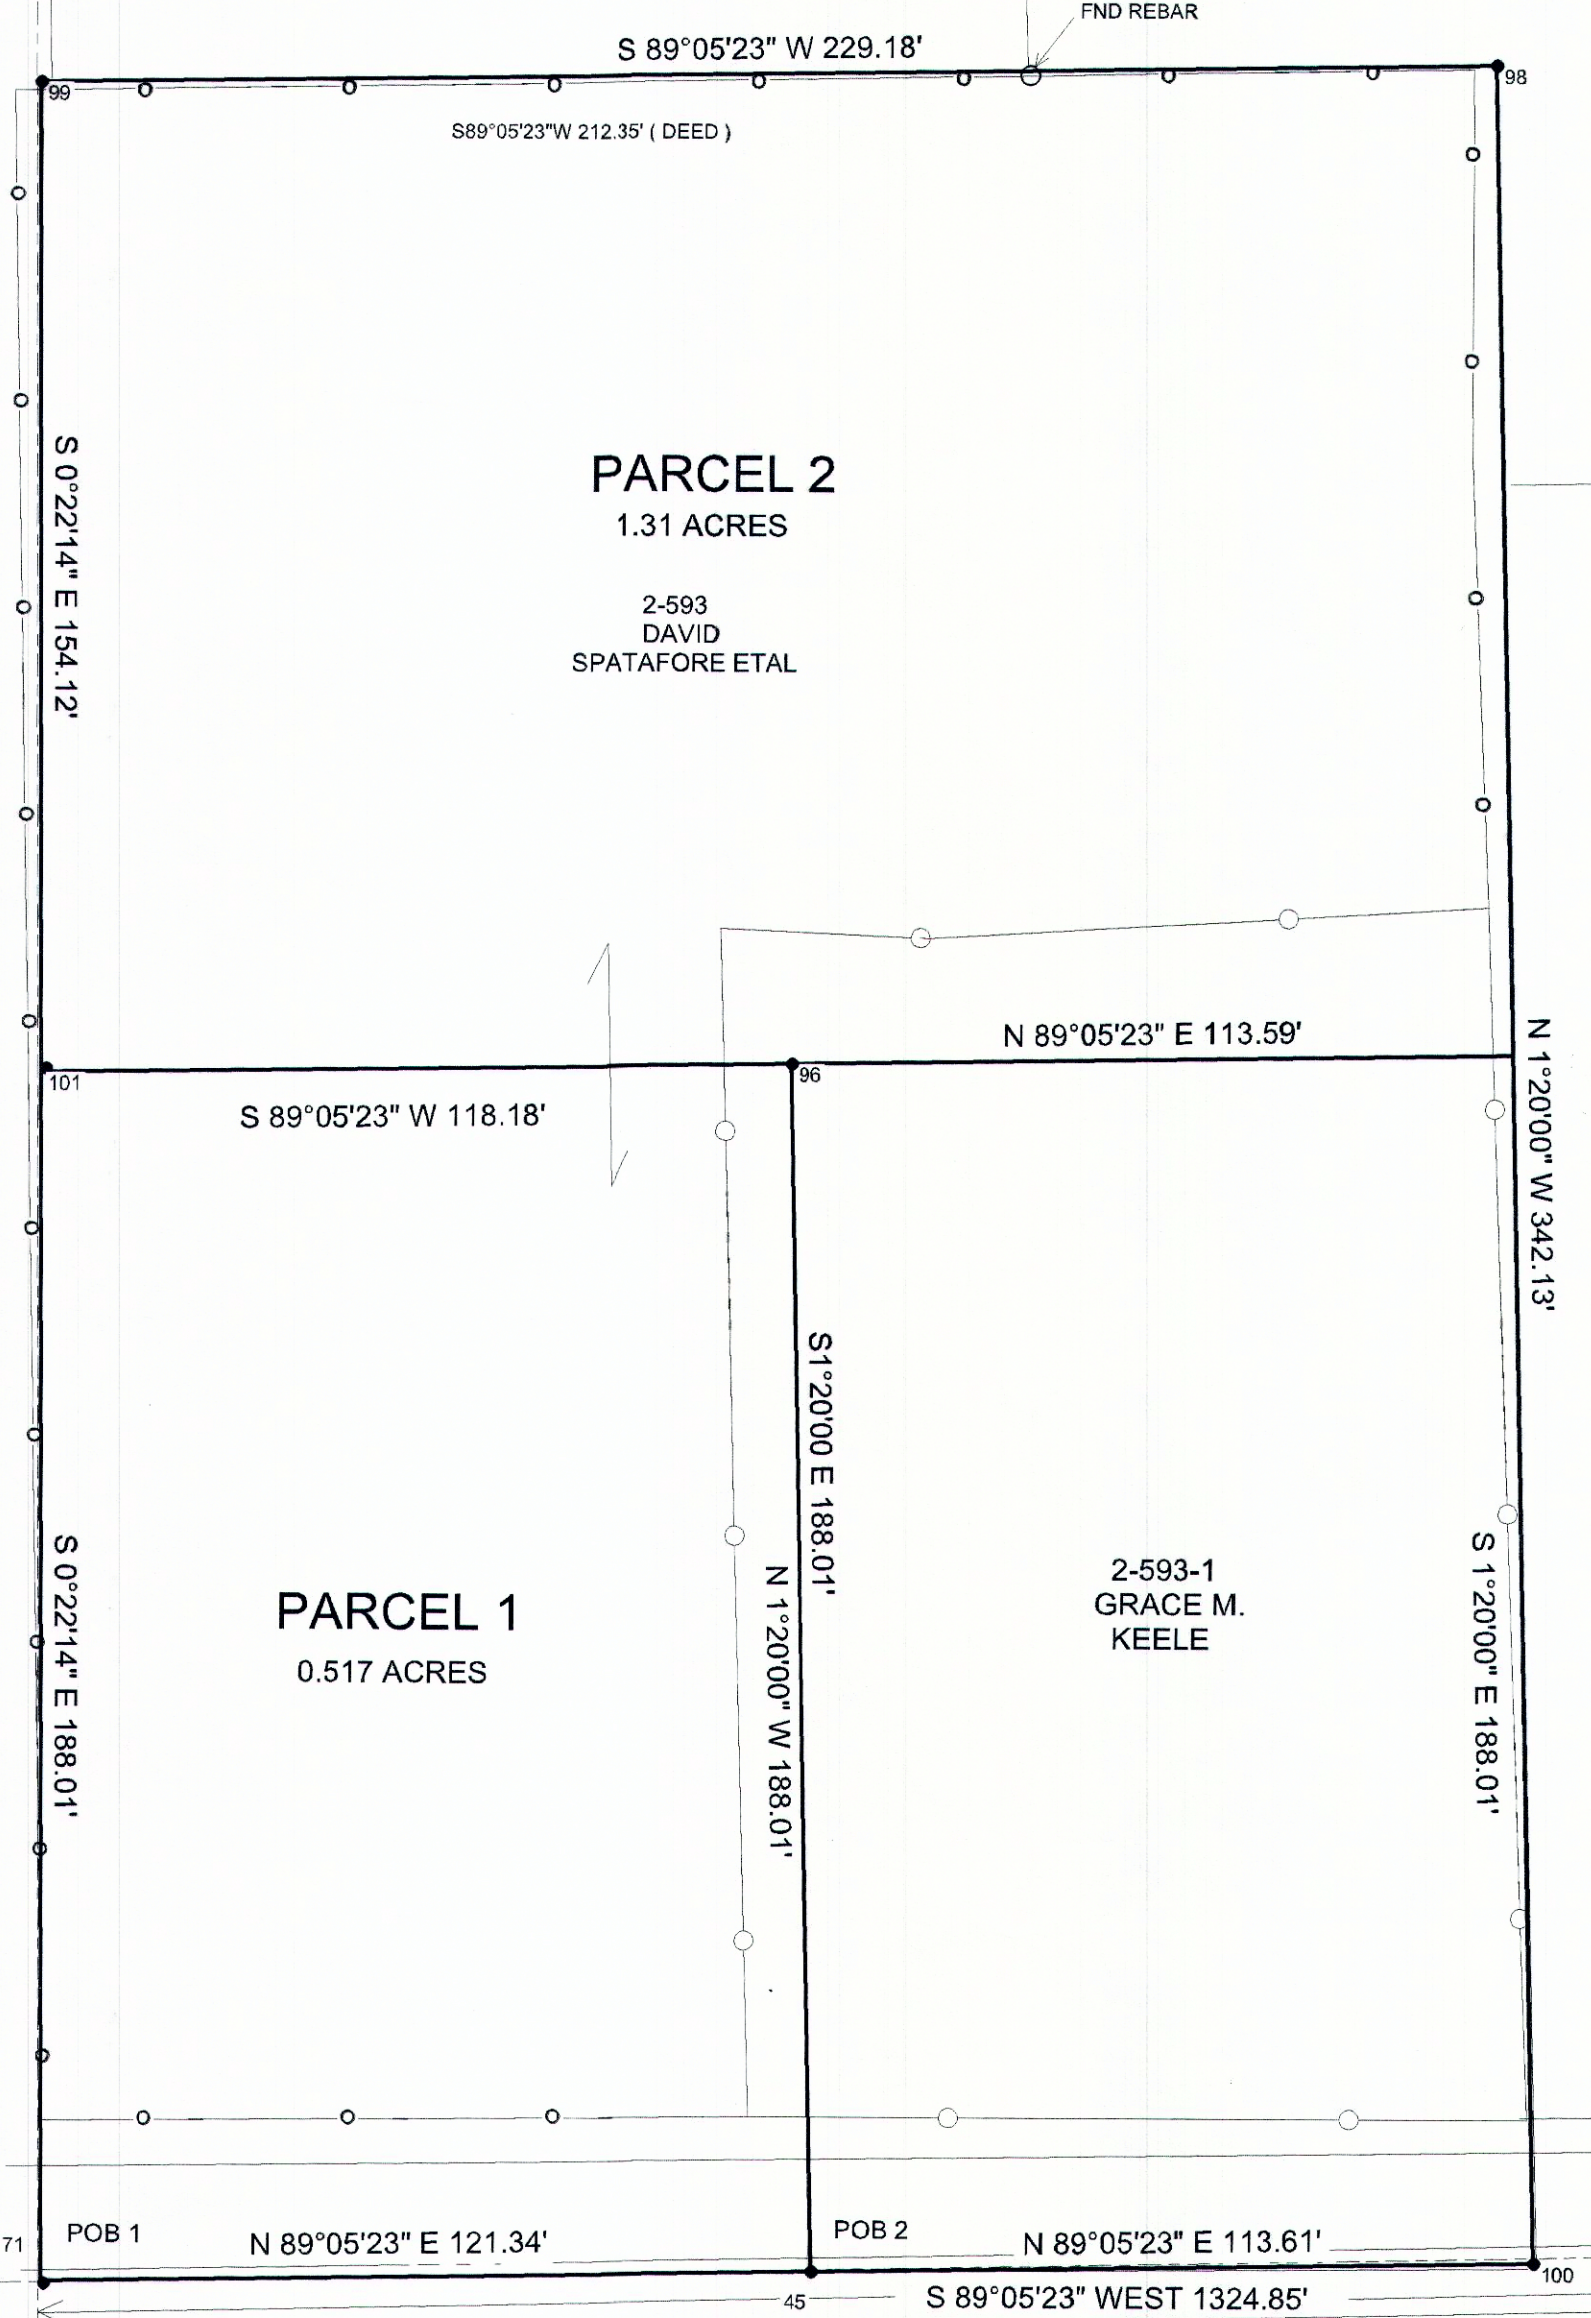 FND REBAR
S 89°05'23" W 229.18'
99
98
S89°05'23"W 212.35' ( DEED )
S 0°22'14" E 154.12'
PARCEL 2
1.31 ACRES
2-593
DAVID
SPATAFORE ETAL
N 89°05'23" E 113.59'
N 1°20'00" W 342.13'
101
96
S 89°05'23" W 118.18'
S1°20'00 E 188.01'
N 1°20'00" W 188.01'
S 0°22'14" E 188.01'
PARCEL 1
0.517 ACRES
2-593-1
GRACE M.
KEELE
S 1°20'00" E 188.01'
71
POB 1
N 89°05'23" E 121.34'
POB 2
N 89°05'23" E 113.61'
100
45
S 89°05'23" WEST 1324.85'